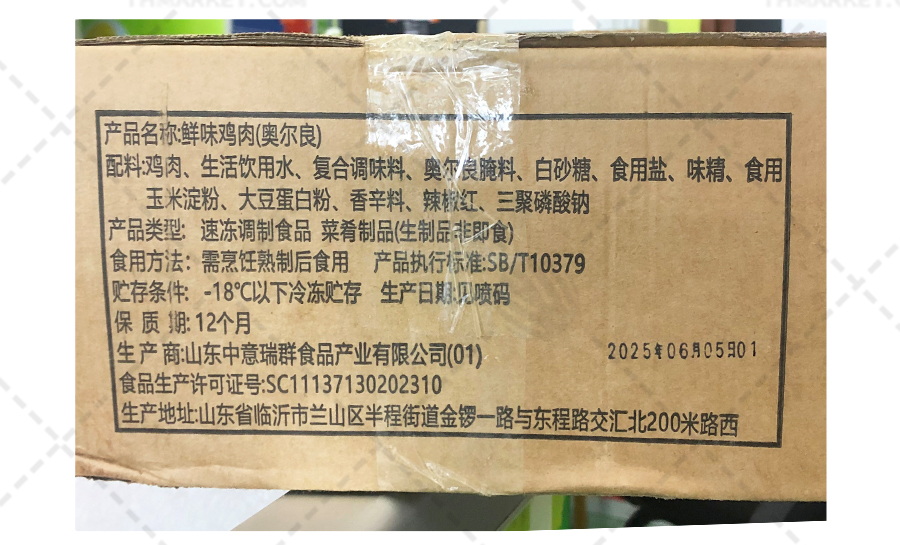 产品名称:鲜味鸡肉(奥尔良)
配料:鸡肉、生活饮用水、复合调味料、奥尔良腌料、白砂糖、食用盐、味精、食用
玉米淀粉、大豆蛋白粉、香辛料、辣椒红、三聚磷酸钠
产品类型: 速冻调制食品 菜肴制品(生制品非即食)
食用方法: 需烹饪熟制后食用 产品执行标准:SB/T10379
贮存条件: -18℃以下冷冻贮存 生产日期:见喷码
保 质 期: 12个月
生 产 商:山东中意瑞群食品产业有限公司(01)
2025年06月05日01
食品生产许可证号:SC11137130202310
生产地址:山东省临沂市兰山区半程街道金锣一路与东程路交汇北200米路西